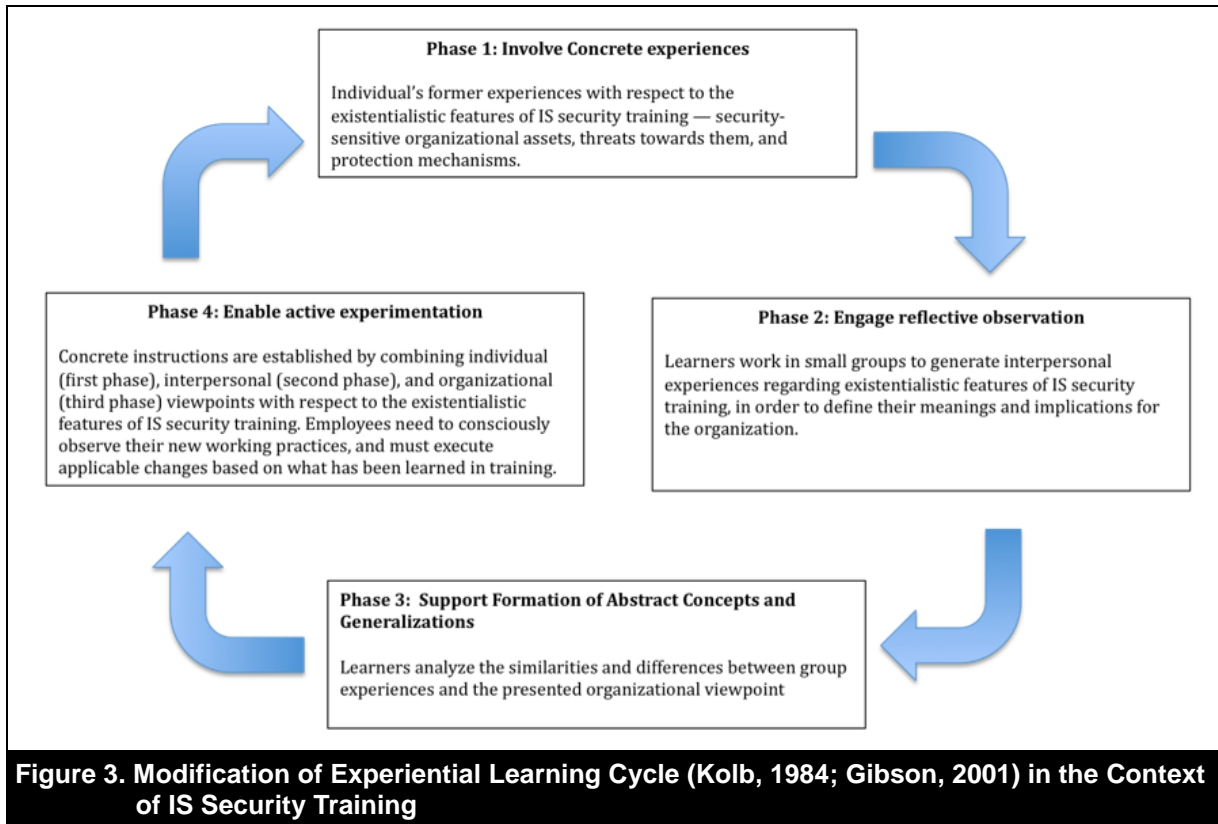 Phase 1: Involve Concrete experiences
Individual's former experiences with respect to the
existentialistic features of IS security training — security-
sensitive organizational assets, threats towards them, and
protection mechanisms.
Phase 2: Engage reflective observation
Learners work in small groups to generate interpersonal
experiences regarding existentialistic features of IS security
training, in order to define their meanings and implications for
the organization.
Phase 3: Support Formation of Abstract Concepts and
Generalizations
Learners analyze the similarities and differences between group
experiences and the presented organizational viewpoint
Phase 4: Enable active experimentation
Concrete instructions are established by combining individual
(first phase), interpersonal (second phase), and organizational
(third phase) viewpoints with respect to the existentialistic
features of IS security training. Employees need to consciously
observe their new working practices, and must execute
applicable changes based on what has been learned in training.
Figure 3. Modification of Experiential Learning Cycle (Kolb, 1984; Gibson, 2001) in the Context
of IS Security Training